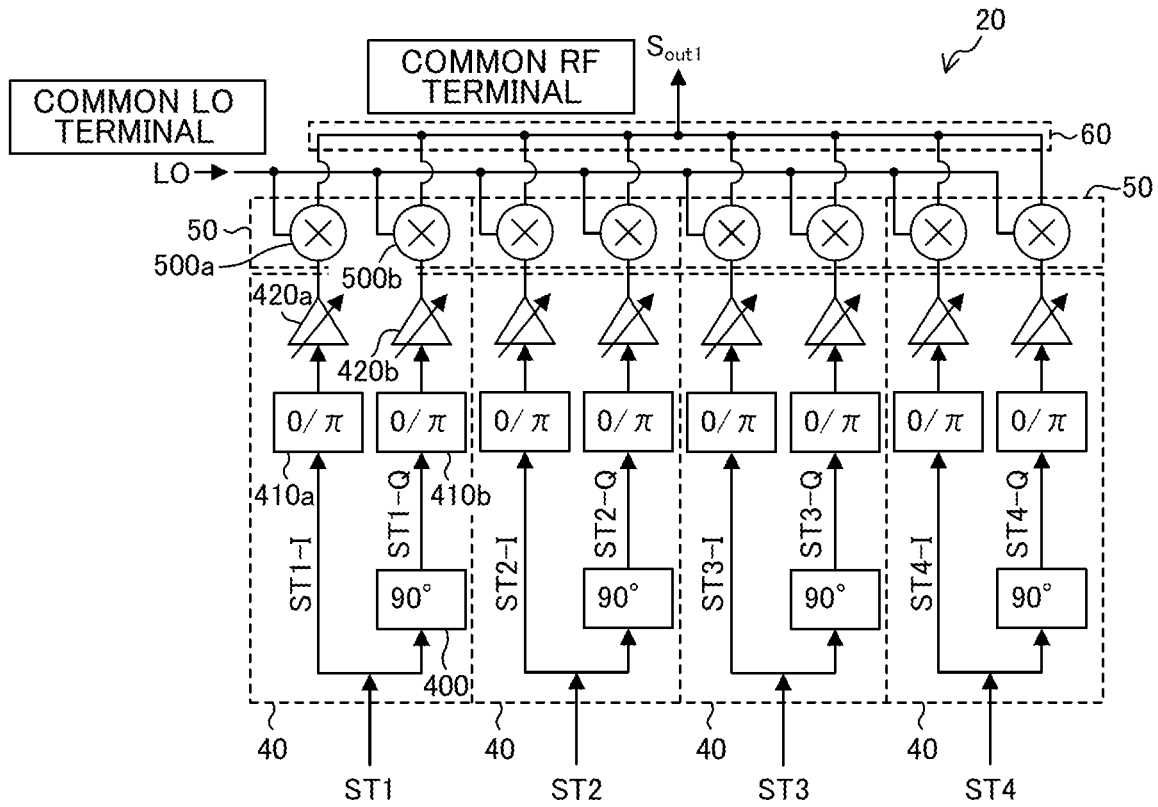 20
COMMON RF
TERMINAL
Sout1
COMMON LO
TERMINAL
60
LO
50
50
500a
500b
420a
420b
0/π 0/π 0/π 0/π 0/π 0/π 0/π 0/π
410a
410b
ST1-I
ST1-Q
ST2-I
ST2-Q
ST3-I
ST3-Q
ST4-I
ST4-Q
90° 90° 90° 90°
400
40 40 40 40
ST1 ST2 ST3 ST4